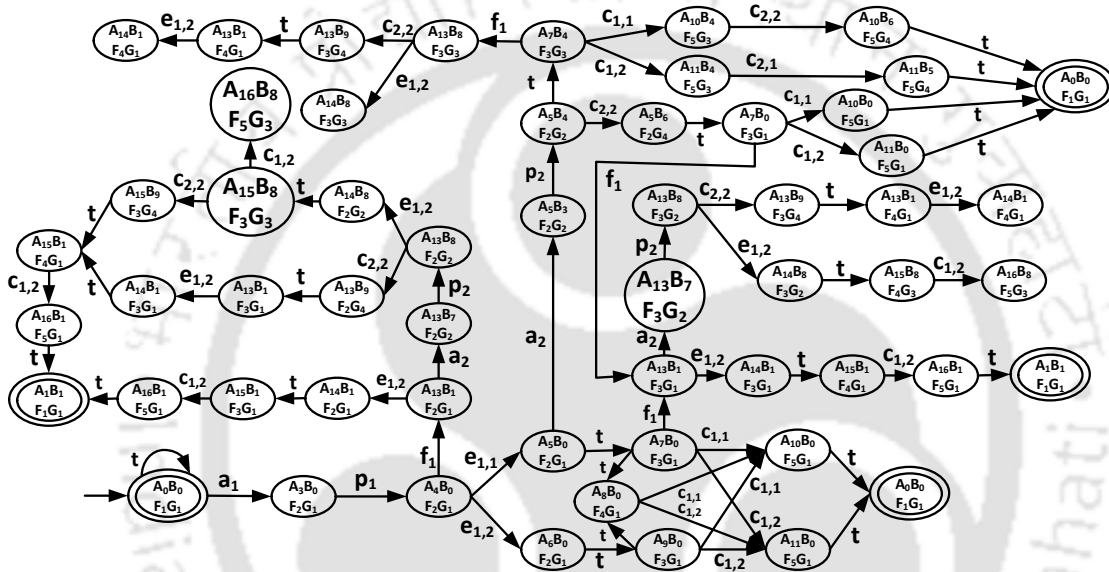 A14B1 e1,2 A13B1 t A13B9 c2,2 A13B8 f1 A7B4 c1,1 A10B4 c2,2 A10B6 t
F4G1 F4G1 F3G4 F3G3 F3G3 F5G3 F5G4
e1,2 c1,2 A11B4 c2,1 A11B5 t A0B0
F5G3 F5G4 F1G1
A16B8 A14B8 t
F5G3 F3G3
A5B4 c2,2 A5B6 t A7B0 c1,1 A10B0 t
F2G2 F2G4 F3G1 F5G1
c1,2 c1,2 A11B0 t
F5G1
A15B9 c2,2 A15B8 t A14B8 p2 f1
F3G4 F3G3 F2G2
t e1,2 A5B3 A13B8 c2,2 A13B9 t A13B1 e1,2 A14B1
F2G2 F3G2 F3G4 F4G1 F4G1
A15B1 A13B8 p2 e1,2
F4G1 F2G2
t c2,2
c1,2 A14B1 e1,2 A13B1 t A13B9 A13B7 A14B8 t A15B8 c1,2 A16B8
F3G1 F3G1 F2G4 F3G2 F3G2 F4G3 F5G3
p2
A16B1 A13B7
F5G1 F2G2
t a2 a2 a2
A1B1 t A16B1 c1,2 A15B1 t A14B1 e1,2 A13B1 A13B1 e1,2 A14B1 t A15B1 c1,2 A16B1 t A1B1
F1G1 F5G1 F3G1 F2G1 F2G1 F3G1 F3G1 F4G1 F5G1 F1G1
f1 f1
A5B0 t A7B0 c1,1 A10B0
F2G1 F3G1 F5G1
e1,1 t c1,1 t
t
A0B0 a1 A3B0 p1 A4B0 A8B0 c1,1 A0B0
F1G1 F2G1 F2G1 F4G1 c1,2 c1,2 F1G1
e1,2 t t
A6B0 t A9B0 c1,2 A11B0
F2G1 F3G1 F5G1